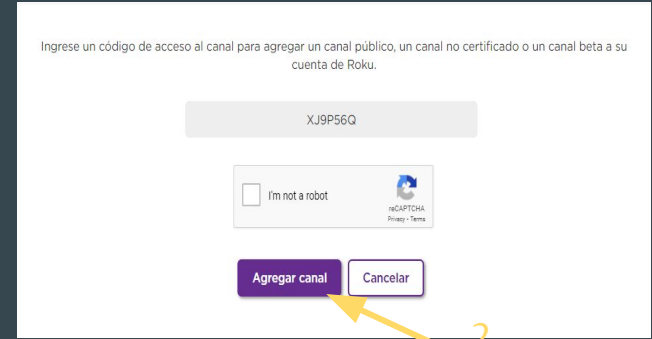 Ingrese un código de acceso al canal para agregar un canal público, un canal no certificado o un canal beta a su
cuenta de Roku.
XJ9P56Q
I'm not a robot
reCAPTCHA
Privacy - Terms
Agregar canal
Cancelar